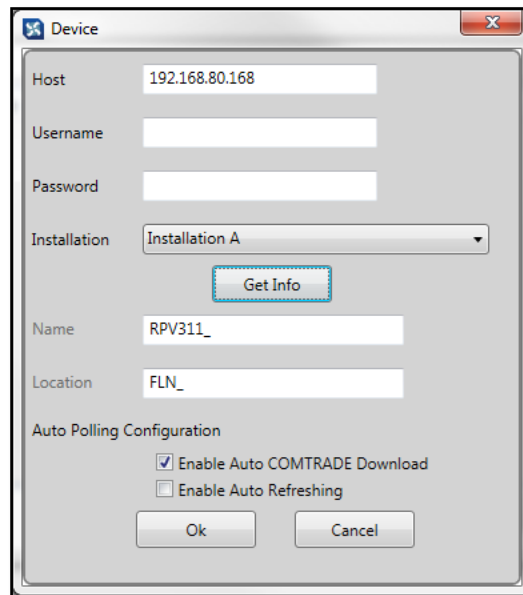 Device
Host 192.168.80.168
Username
Password
Installation Installation A
Get Info
Name RPV311_
Location FLN_
Auto Polling Configuration
Enable Auto COMTRADE Download
Enable Auto Refreshing
Ok Cancel